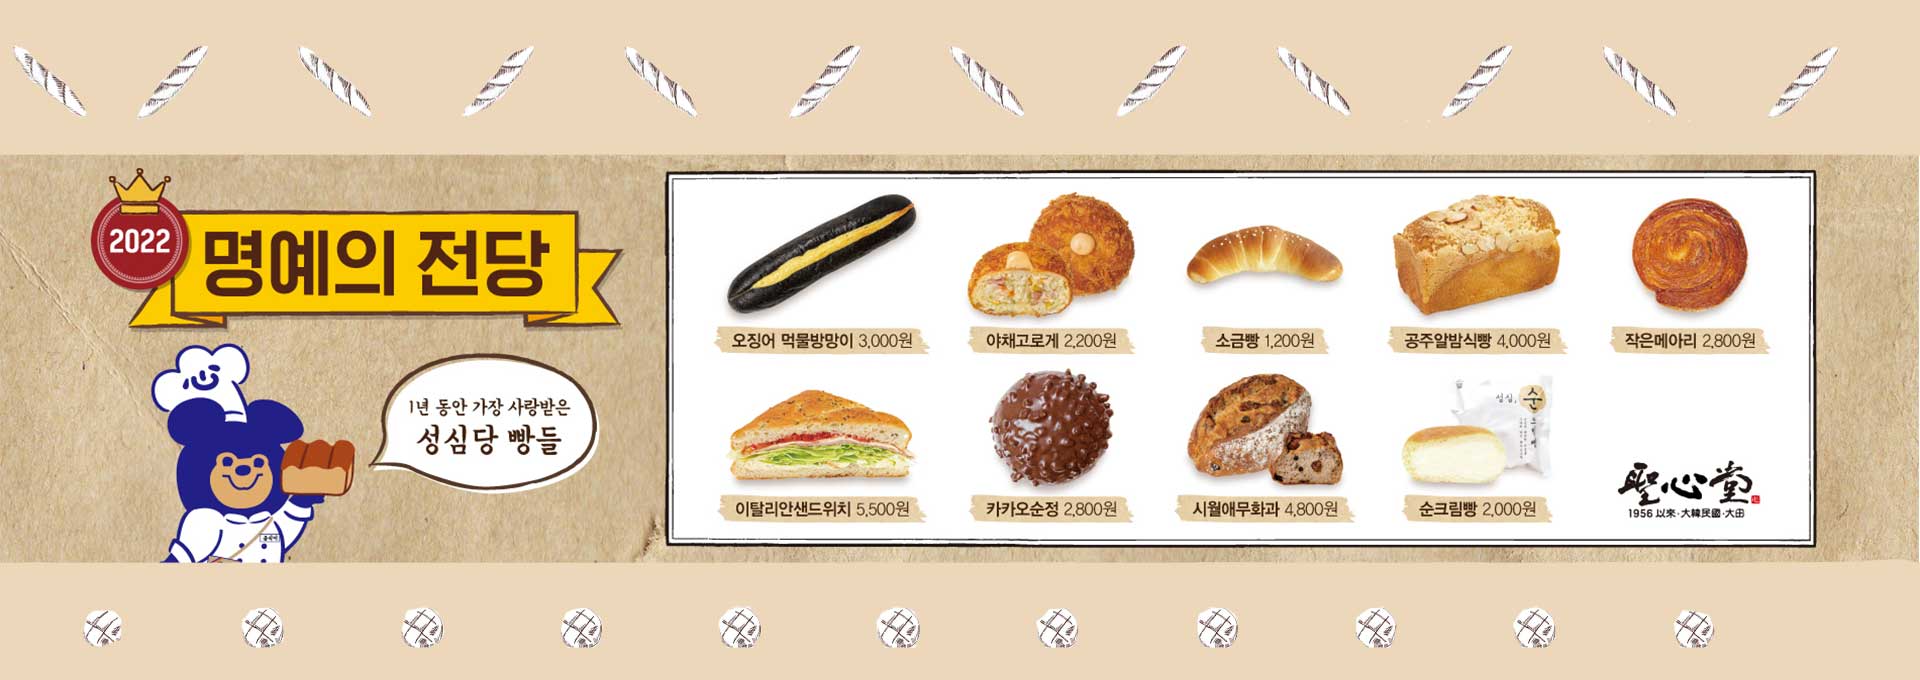 2022
명예의 전당
1년 동안 가장 사랑받은
성심당 빵들
오징어 먹물방망이 3,000원
야채고로게 2,200원
소금빵 1,200원
공주알밤식빵 4,000원
작은메아리 2,800원
이탈리안샌드위치 5,500원
카카오순정 2,800원
시월애무화과 4,800원
순크림빵 2,000원
성심,
순
聖心堂
1956 以來·大韓民國·大田